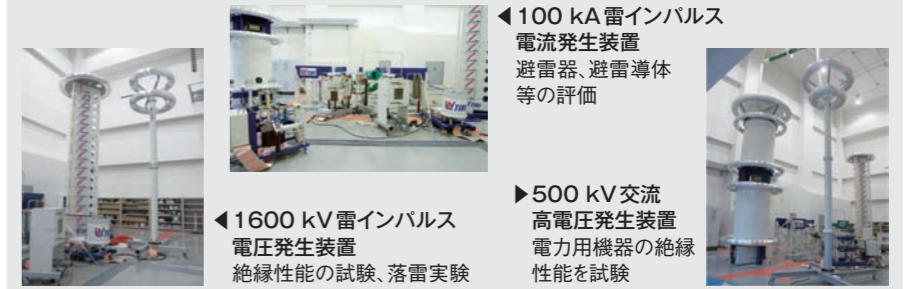 ◀100 kA雷インパルス
電流発生装置
避雷器、避雷導体
等の評価
◀1600 kV雷インパルス
電圧発生装置
絶縁性能の試験、落雷実験
▶500 kV交流
高電圧発生装置
電力用機器の絶縁
性能を試験